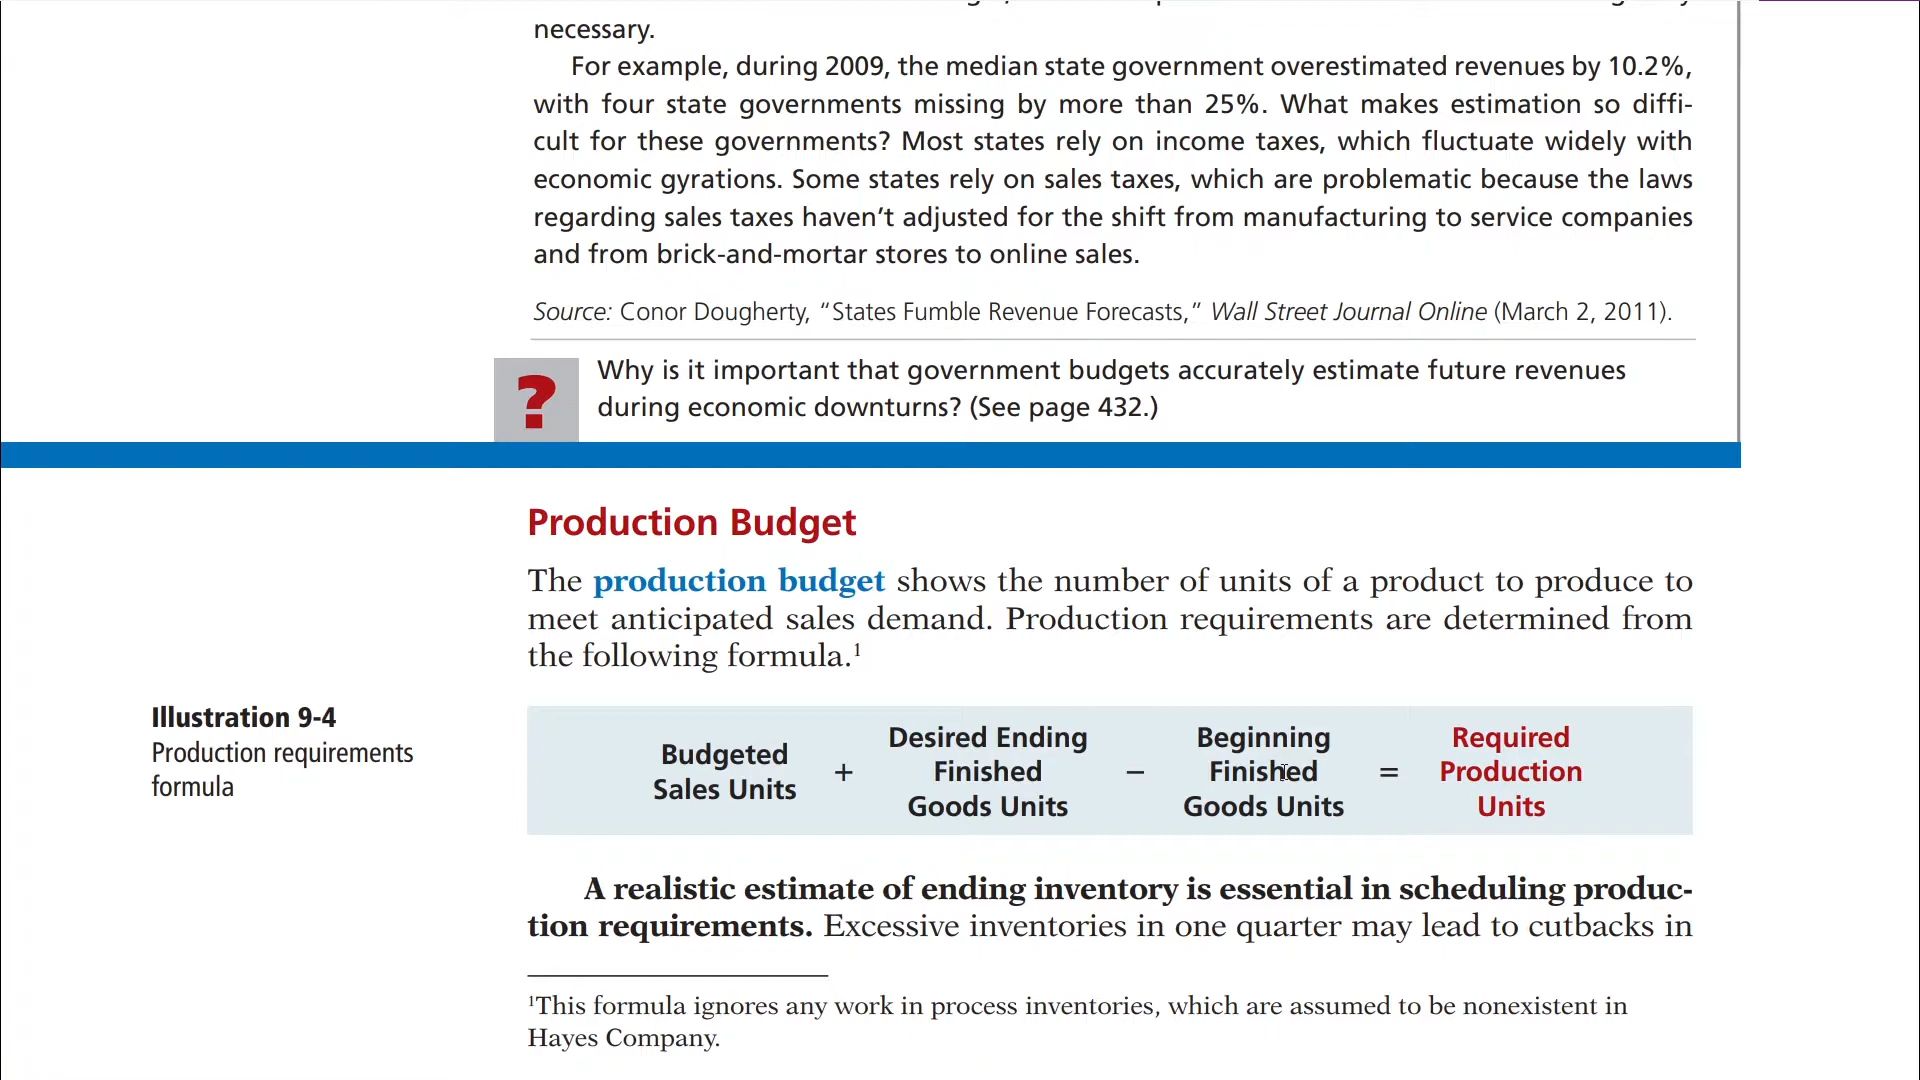 necessary.
For example, during 2009, the median state government overestimated revenues by 10.2%,
with four state governments missing by more than 25%. What makes estimation so diffi-
cult for these governments? Most states rely on income taxes, which fluctuate widely with
economic gyrations. Some states rely on sales taxes, which are problematic because the laws
regarding sales taxes haven't adjusted for the shift from manufacturing to service companies
and from brick-and-mortar stores to online sales.
Source: Conor Dougherty, “States Fumble Revenue Forecasts,” Wall Street Journal Online (March 2, 2011).
? Why is it important that government budgets accurately estimate future revenues
during economic downturns? (See page 432.)
Production Budget
The production budget shows the number of units of a product to produce to
meet anticipated sales demand. Production requirements are determined from
the following formula.¹
Illustration 9-4
Production requirements
formula
Budgeted
Sales Units
+
Desired Ending
Finished
Goods Units
−
Beginning
Finished
Goods Units
=
Required
Production
Units
A realistic estimate of ending inventory is essential in scheduling produc-
tion requirements. Excessive inventories in one quarter may lead to cutbacks in
¹This formula ignores any work in process inventories, which are assumed to be nonexistent in
Hayes Company.